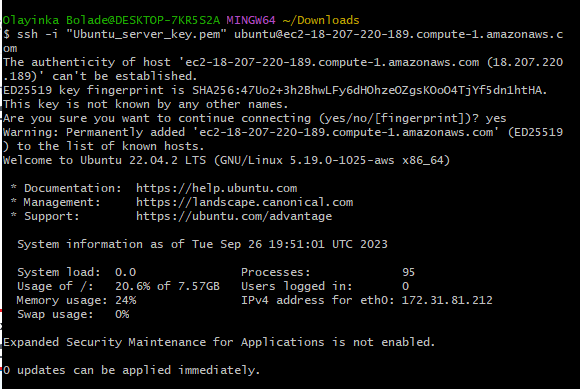 Olayinka Bolade@DESKTOP-7KR5S2A MINGW64 ~/Downloads
$ ssh -i "Ubuntu_server_key.pem" ubuntu@ec2-18-207-220-189.compute-1.amazonaws.c
om
The authenticity of host 'ec2-18-207-220-189.compute-1.amazonaws.com (18.207.220
.189)' can't be established.
ED25519 key fingerprint is SHA256:47Uo2+3h2BhwLFy6dHOhzeOZgsKOoO4TjYf5dn1htHA.
This key is not known by any other names.
Are you sure you want to continue connecting (yes/no/[fingerprint])? yes
Warning: Permanently added 'ec2-18-207-220-189.compute-1.amazonaws.com' (ED25519
) to the list of known hosts.
Welcome to Ubuntu 22.04.2 LTS (GNU/Linux 5.19.0-1025-aws x86_64)

 * Documentation:  https://help.ubuntu.com
 * Management:     https://landscape.canonical.com
 * Support:        https://ubuntu.com/advantage

  System information as of Tue Sep 26 19:51:01 UTC 2023

  System load:  0.0               Processes:             95
  Usage of /:   20.6% of 7.57GB   Users logged in:       0
  Memory usage: 24%               IPv4 address for eth0: 172.31.81.212
  Swap usage:   0%

Expanded Security Maintenance for Applications is not enabled.

0 updates can be applied immediately.